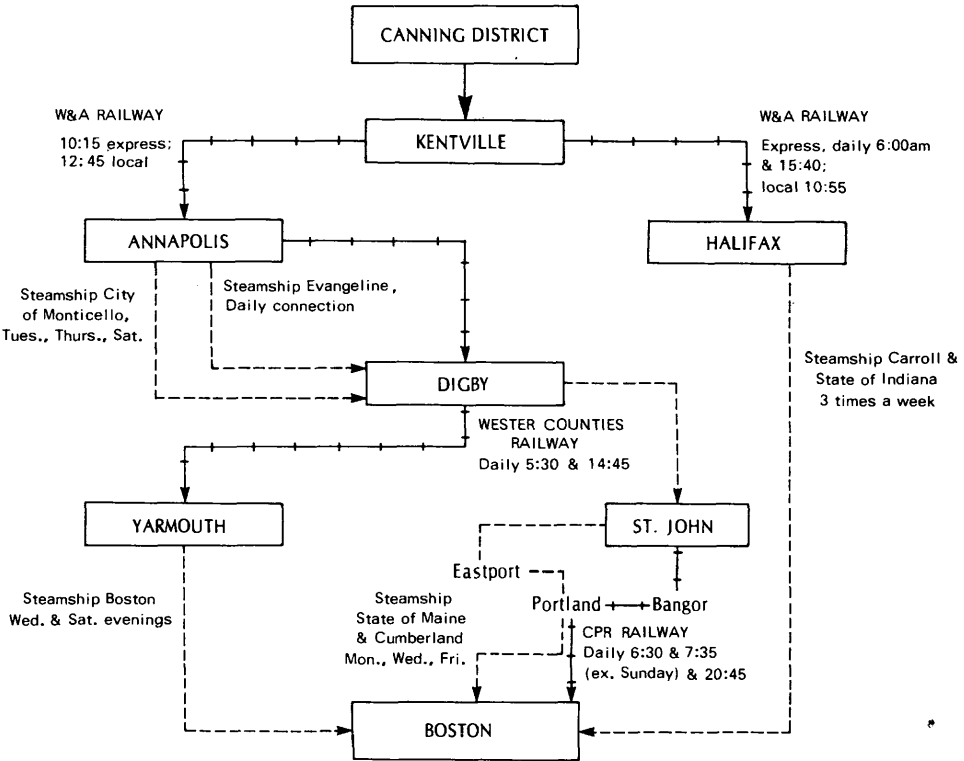 CANNING DISTRICT
W&A RAILWAY
10:15 express;
12:45 local
KENTVILLE
W&A RAILWAY
Express, daily 6:00am
& 15:40;
local 10:55
ANNAPOLIS
HALIFAX
Steamship City
of Monticello,
Tues., Thurs., Sat.
Steamship Evangeline,
Daily connection
DIGBY
Steamship Carroll &
State of Indiana
3 times a week
WESTER COUNTIES
RAILWAY
Daily 5:30 & 14:45
YARMOUTH
ST. JOHN
Eastport
Steamship Boston
Wed. & Sat. evenings
Steamship
State of Maine
& Cumberland
Mon., Wed., Fri.
Portland
Bangor
CPR RAILWAY
Daily 6:30 & 7:35
(ex. Sunday) & 20:45
BOSTON